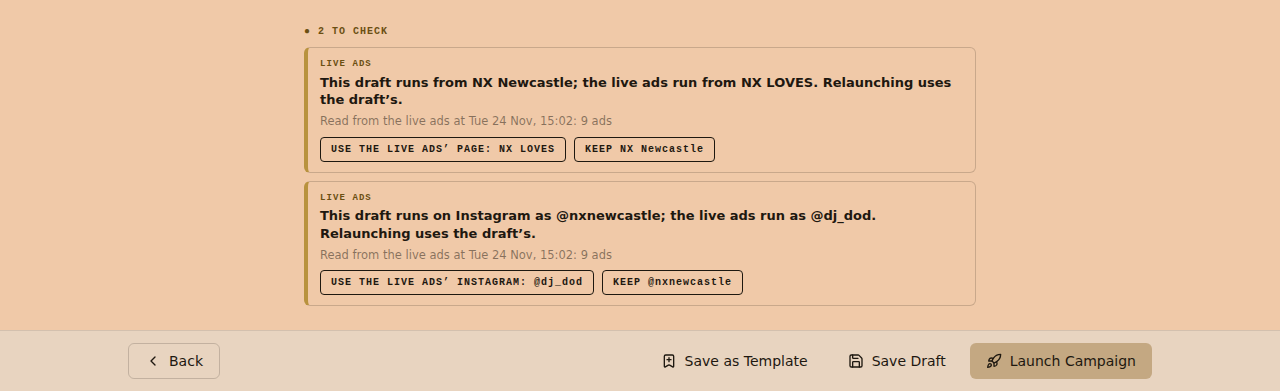 ● 2 TO CHECK
LIVE ADS
This draft runs from NX Newcastle; the live ads run from NX LOVES. Relaunching uses
the draft’s.
Read from the live ads at Tue 24 Nov, 15:02: 9 ads
USE THE LIVE ADS’ PAGE: NX LOVES KEEP NX Newcastle
LIVE ADS
This draft runs on Instagram as @nxnewcastle; the live ads run as @dj_dod.
Relaunching uses the draft’s.
Read from the live ads at Tue 24 Nov, 15:02: 9 ads
USE THE LIVE ADS’ INSTAGRAM: @dj_dod KEEP @nxnewcastle
Back Save as Template Save Draft Launch Campaign